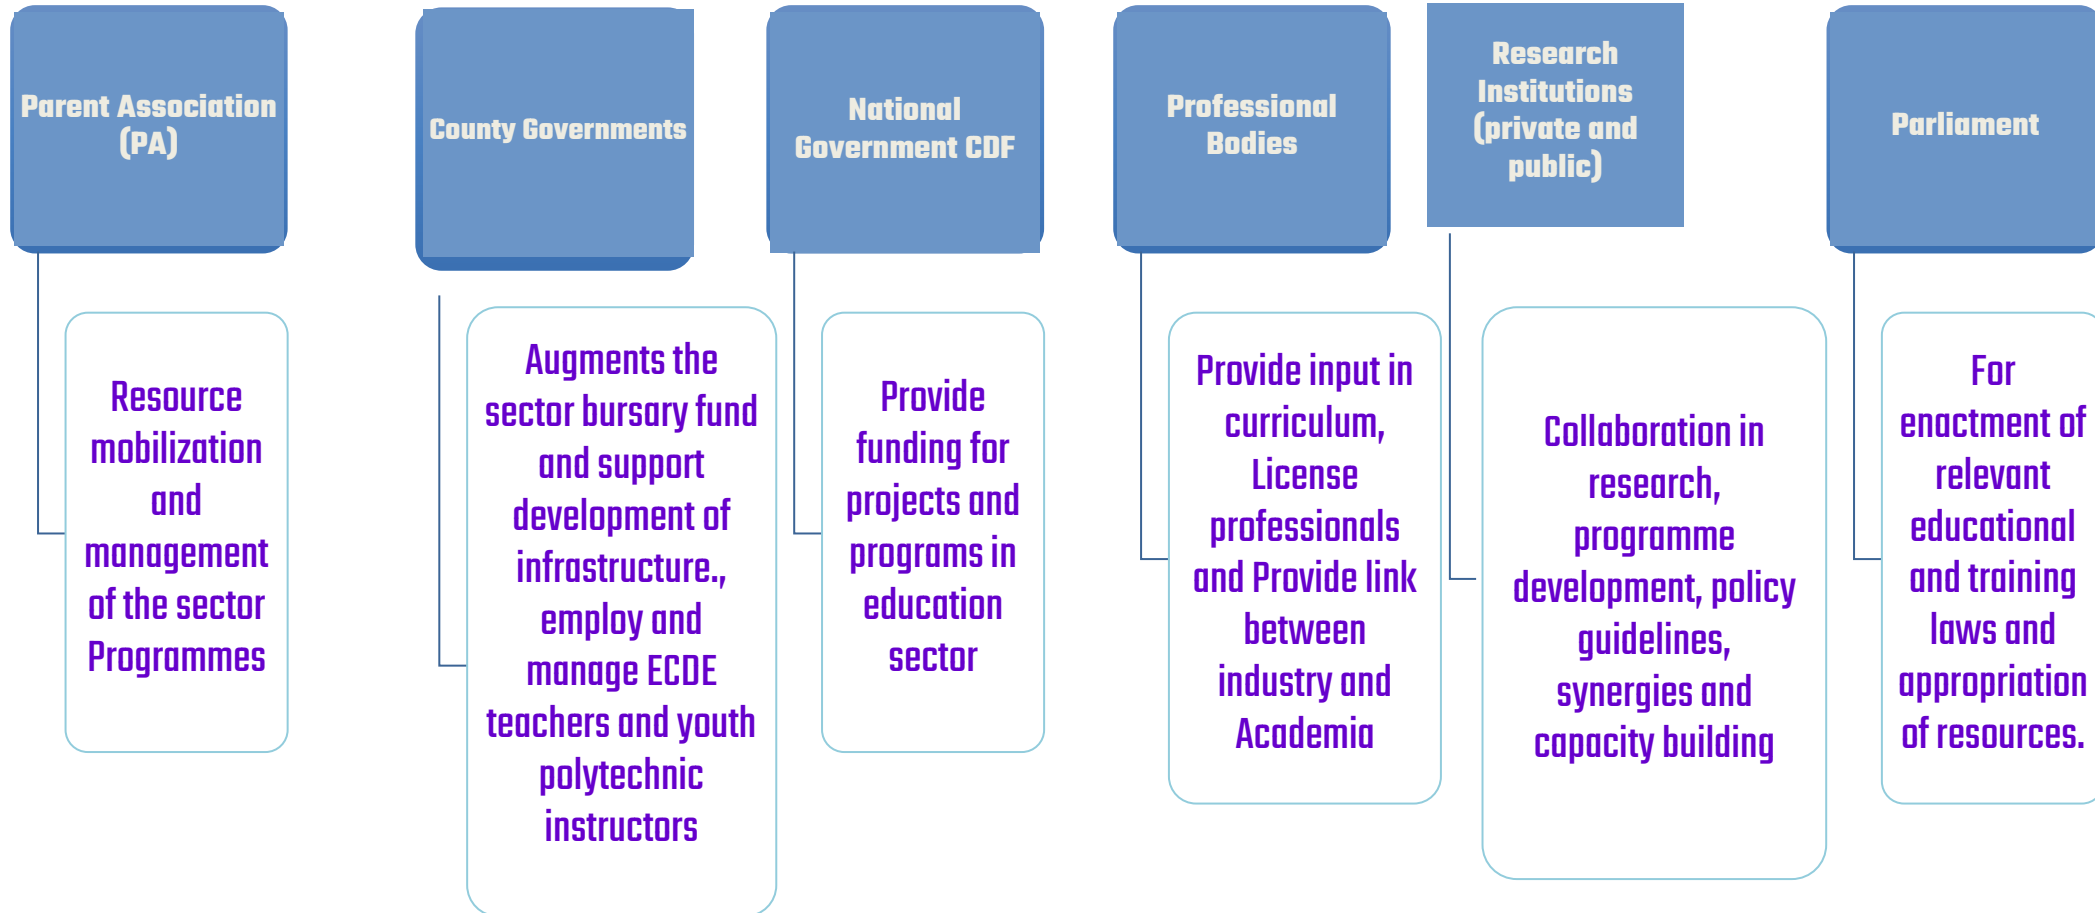 Parent Association
(PA)
Resource
mobilization
and
management
of the sector
Programmes
County Governments
Augments the
sector bursary fund
and support
development of
infrastructure.,
employ and
manage ECDE
teachers and youth
polytechnic
instructors
National
Government CDF
Provide
funding for
projects and
programs in
education
sector
Professional
Bodies
Provide input in
curriculum,
License
professionals
and Provide link
between
industry and
Academia
Research
Institutions
(private and
public)
Collaboration in
research,
programme
development, policy
guidelines,
synergies and
capacity building
Parliament
For
enactment of
relevant
educational
and training
laws and
appropriation
of resources.